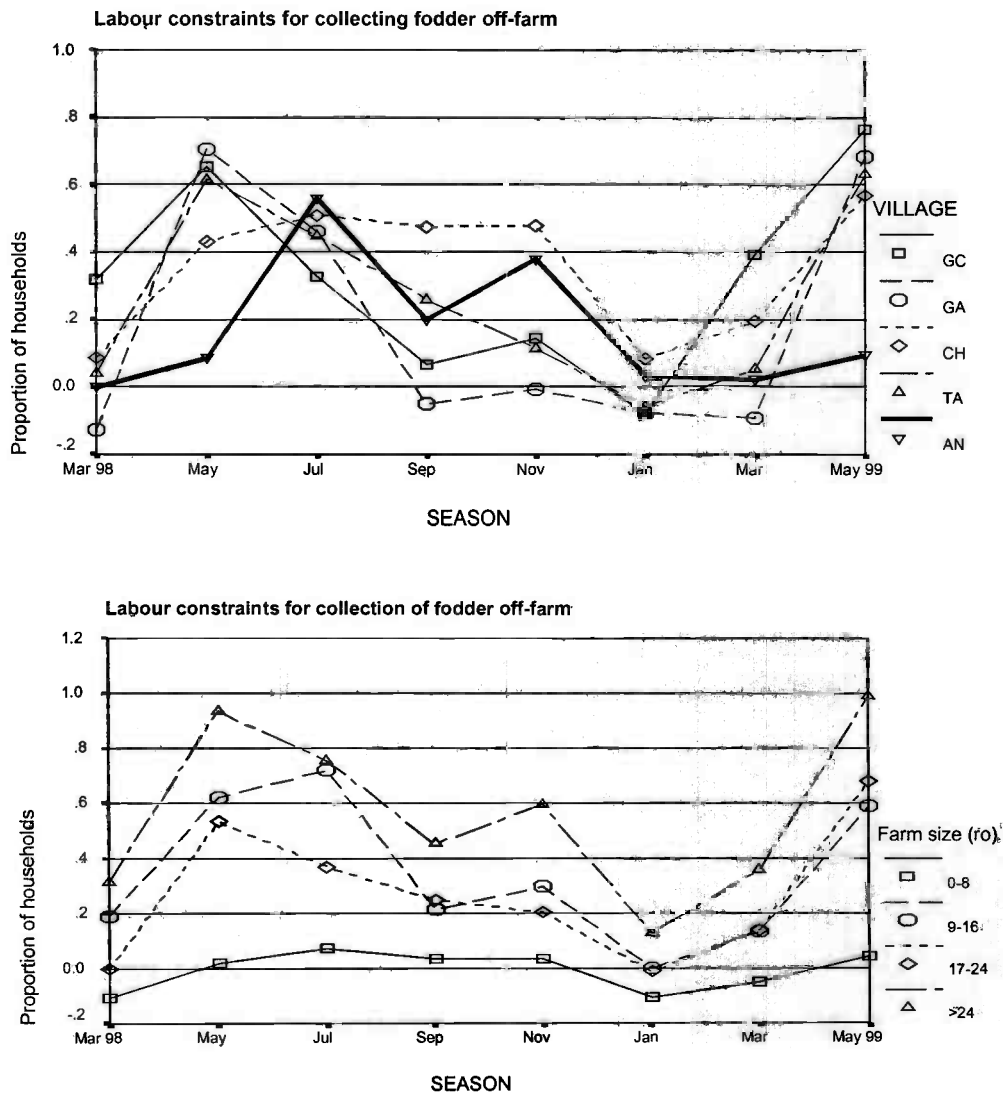 Labour constraints for collecting fodder off-farm
1.0
.8
.6
.4
.2
0.0
-.2
Proportion of households
Mar 98 May Jul Sep Nov Jan Mar May 99
SEASON
VILLAGE
GC
GA
CH
TA
AN
Labour constraints for collection of fodder off-farm
1.2
1.0
.8
.6
.4
.2
0.0
-.2
Proportion of households
Mar 98 May Jul Sep Nov Jan Mar May 99
SEASON
Farm size (ro)
0-8
9-16
17-24
>24